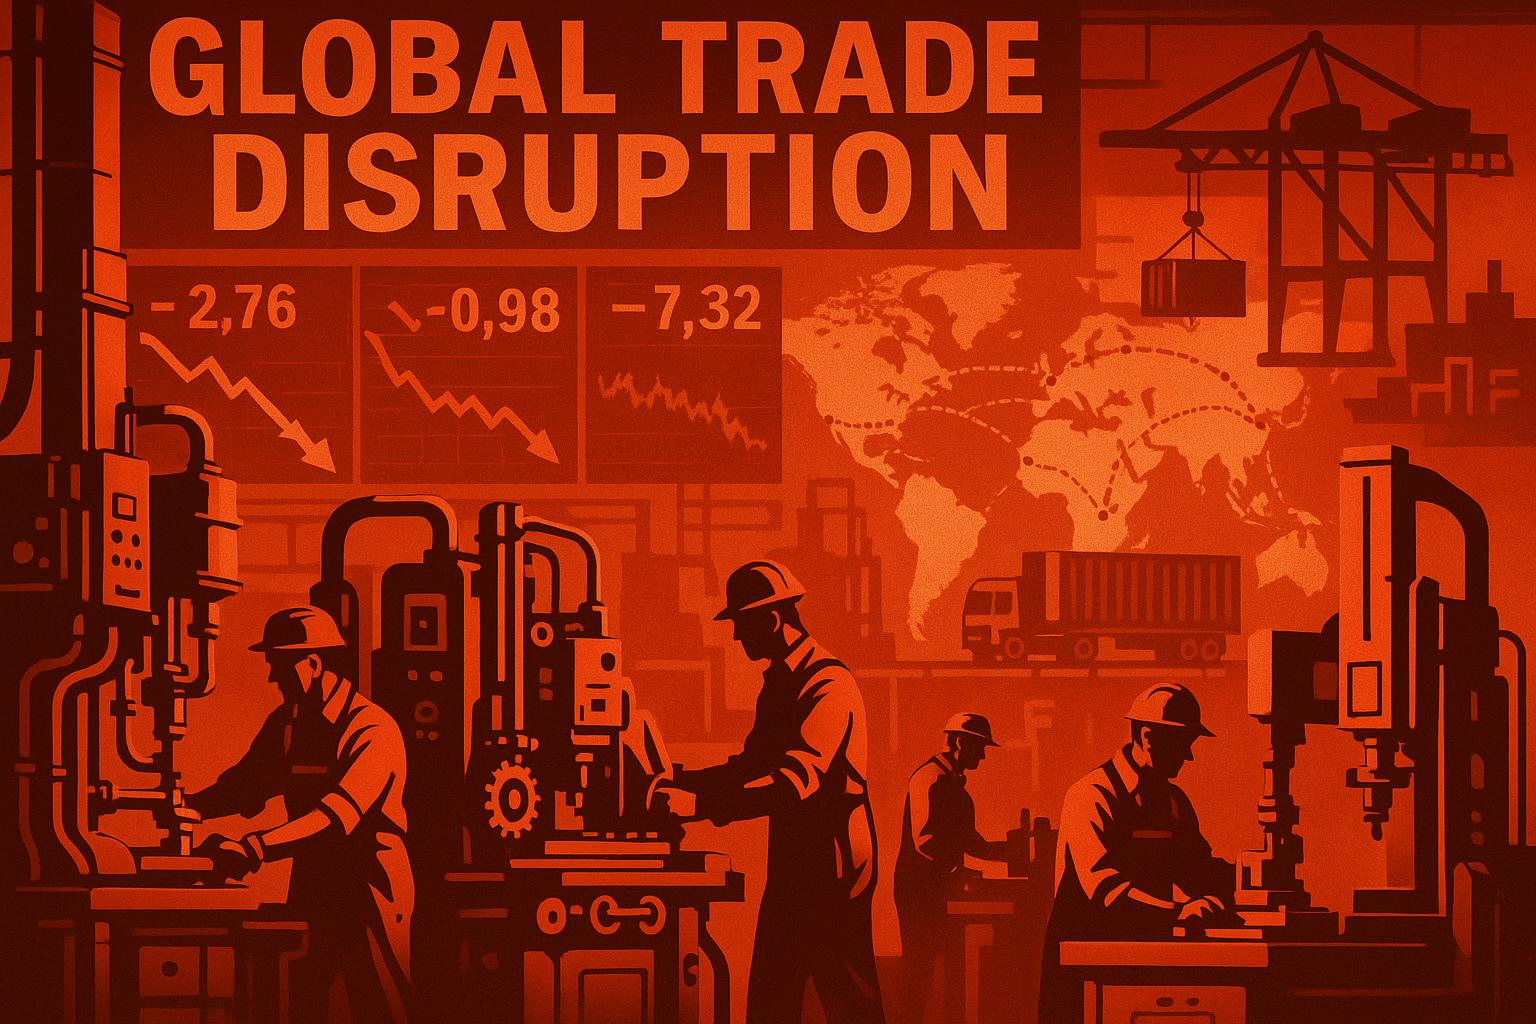 GLOBAL TRADE
DISRUPTION
-2,76
-0,98
-7,32